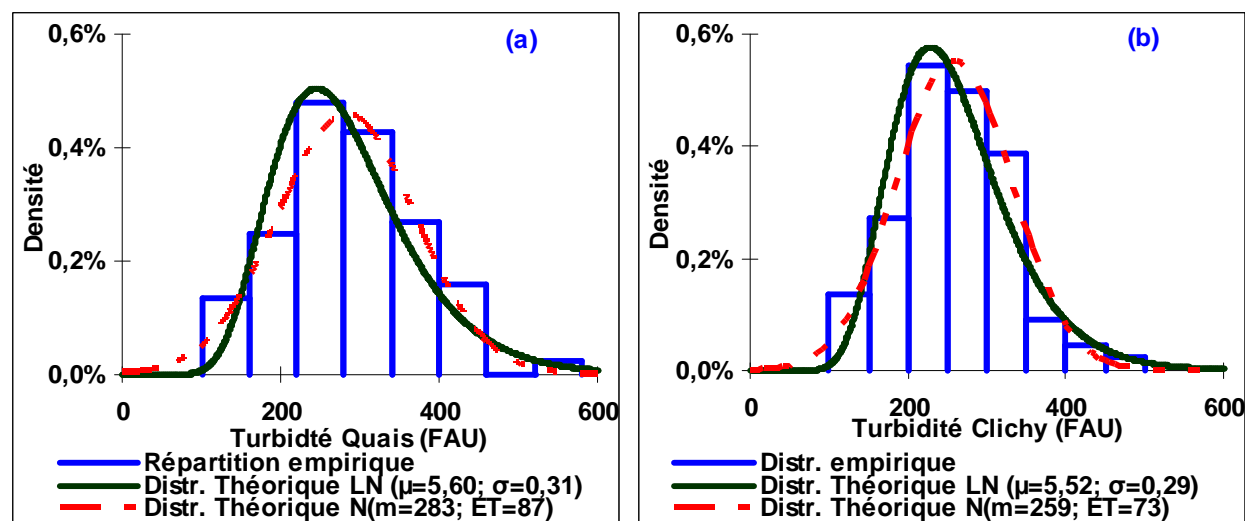 0,6%
(a)
0,4%
0,2%
0,0%
Densité
0 200 400 600
Turbidté Quais (FAU)
Répartition empirique
Distr. Théorique LN (µ=5,60; σ=0,31)
Distr. Théorique N(m=283; ET=87)
0,6%
(b)
0,4%
0,2%
0,0%
Densité
0 200 400 600
Turbidité Clichy (FAU)
Distr. empirique
Distr. Théorique LN (µ=5,52; σ=0,29)
Distr. Théorique N(m=259; ET=73)